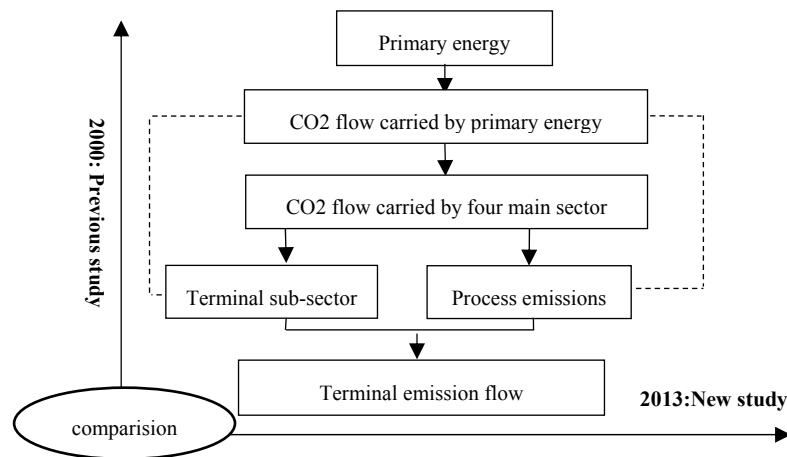 Primary energy
CO2 flow carried by primary energy
CO2 flow carried by four main sector
Terminal sub-sector
Process emissions
Terminal emission flow
2000: Previous study
2013:New study
comparision